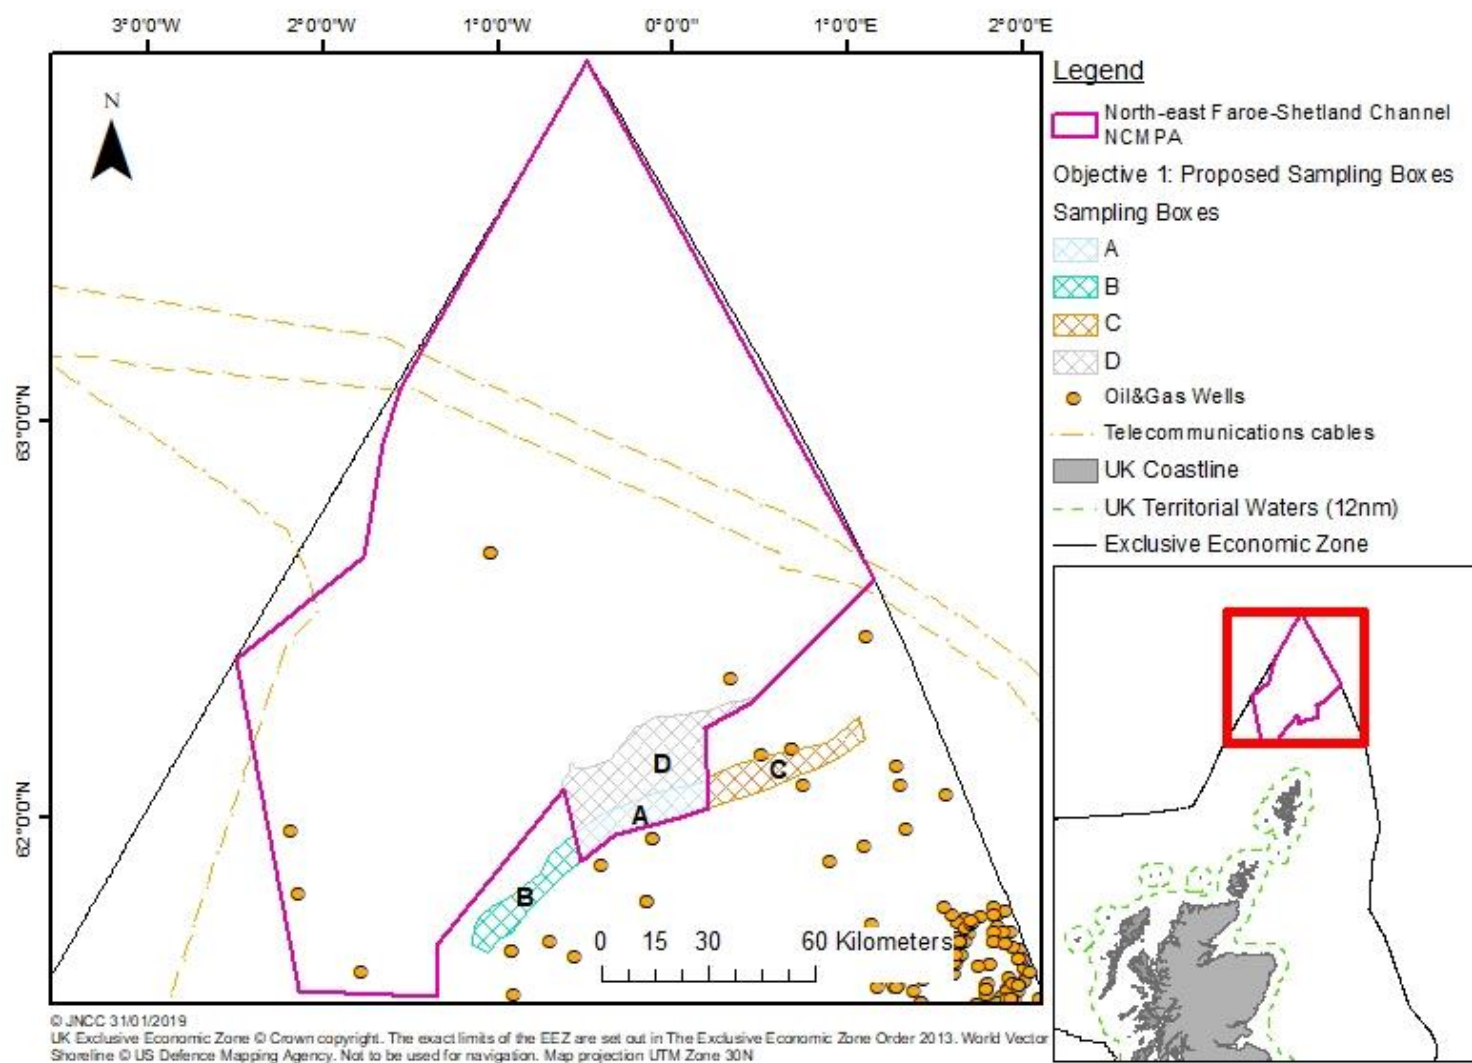 3°0'0"W 2°0'0"W 1°0'0"W 0°0'0" 1°0'0"E 2°0'0"E
N
63°0'0"N
62°0'0"N
D
C
A
B
0 15 30 60 Kilometers
Legend
North-east Faroe-Shetland Channel
NCMPA
Objective 1: Proposed Sampling Boxes
Sampling Boxes
A
B
C
D
Oil&Gas Wells
Telecommunications cables
UK Coastline
UK Territorial Waters (12nm)
Exclusive Economic Zone
© JNCC 31/01/2019
UK Exclusive Economic Zone © Crown copyright. The exact limits of the EEZ are set out in The Exclusive Economic Zone Order 2013. World Vector
Shoreline © US Defence Mapping Agency. Not to be used for navigation. Map projection UTM Zone 30N